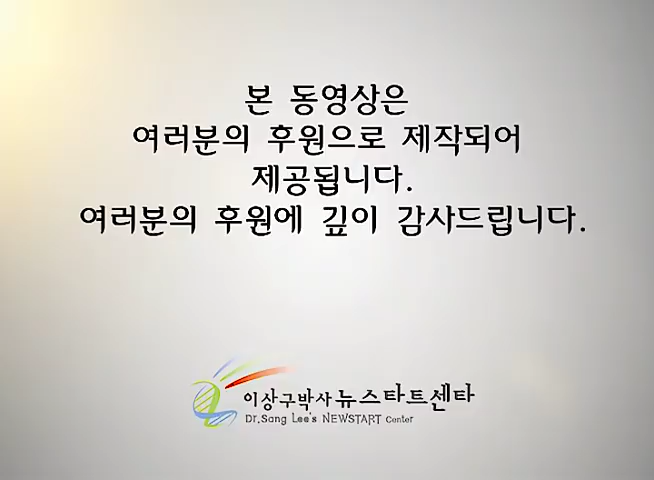 본 동영상은
여러분의 후원으로 제작되어
제공됩니다.
여러분의 후원에 깊이 감사드립니다.
이상구박사 뉴스타트센타
Dr.Sang Lee's NEWSTART Center